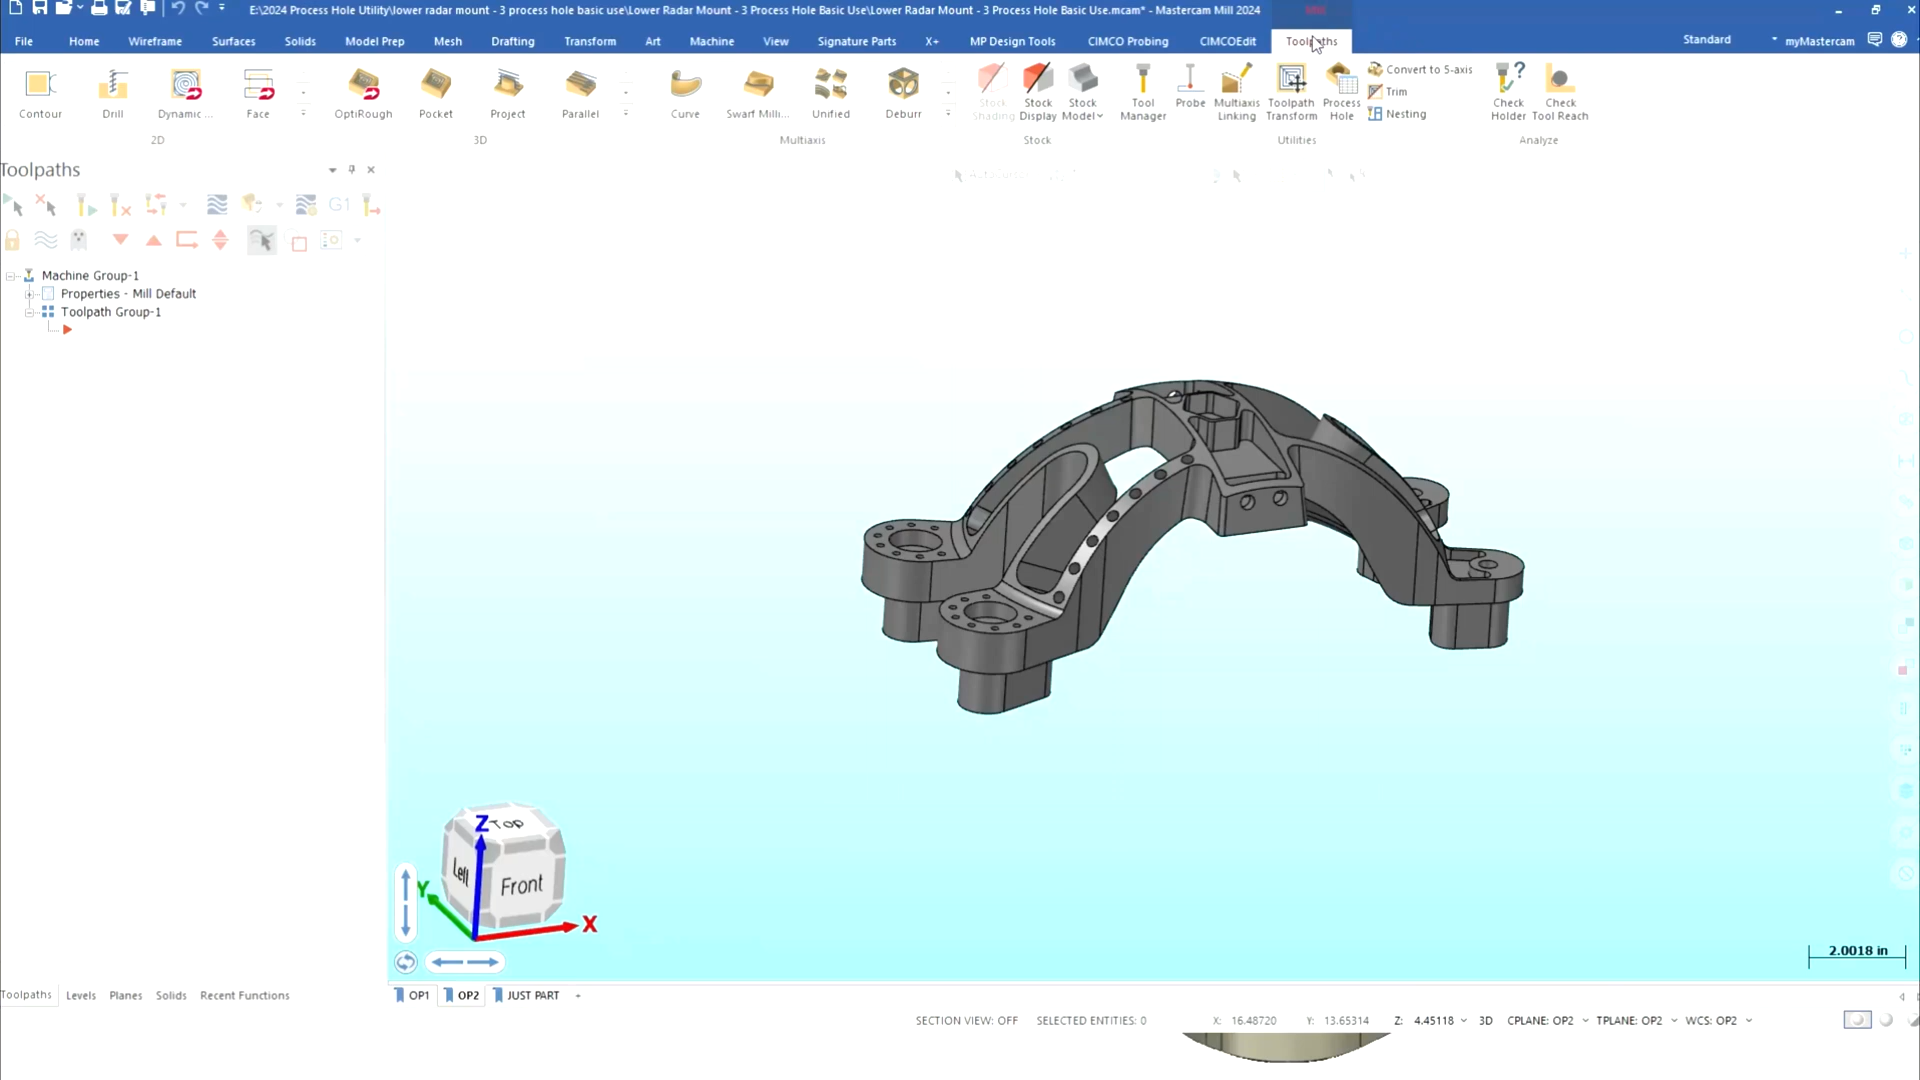 E:\2024 Process Hole Utility\lower radar mount - 3 process hole basic use\Lower Radar Mount - 3 Process Hole Basic Use\Lower Radar Mount - 3 Process Hole Basic Use.mcam* - Mastercam Mill 2024
File Home Wireframe Surfaces Solids Model Prep Mesh Drafting Transform Art Machine View Signature Parts X+ MP Design Tools CIMCO Probing CIMCOEdit Toolpaths Standard myMastercam
Contour Drill Dynamic ... Face OptiRough Pocket Project Parallel Curve Swarf Milli... Unified Deburr
Stock Shading Stock Display Stock Model Tool Manager Probe Multiaxis Linking Toolpath Transform Process Hole
Convert to 5-axis
Trim
Nesting
Check Holder Check Tool Reach
2D 3D Multiaxis Stock Utilities Analyze
Toolpaths
G1
Machine Group-1
Properties - Mill Default
Toolpath Group-1
Z Top
Left Front
Y X
2.0018 in
Toolpaths Levels Planes Solids Recent Functions
OP1 OP2 JUST PART +
SECTION VIEW: OFF SELECTED ENTITIES: 0 X: 16.48720 Y: 13.65314 Z: 4.45118 3D CPLANE: OP2 TPLANE: OP2 WCS: OP2